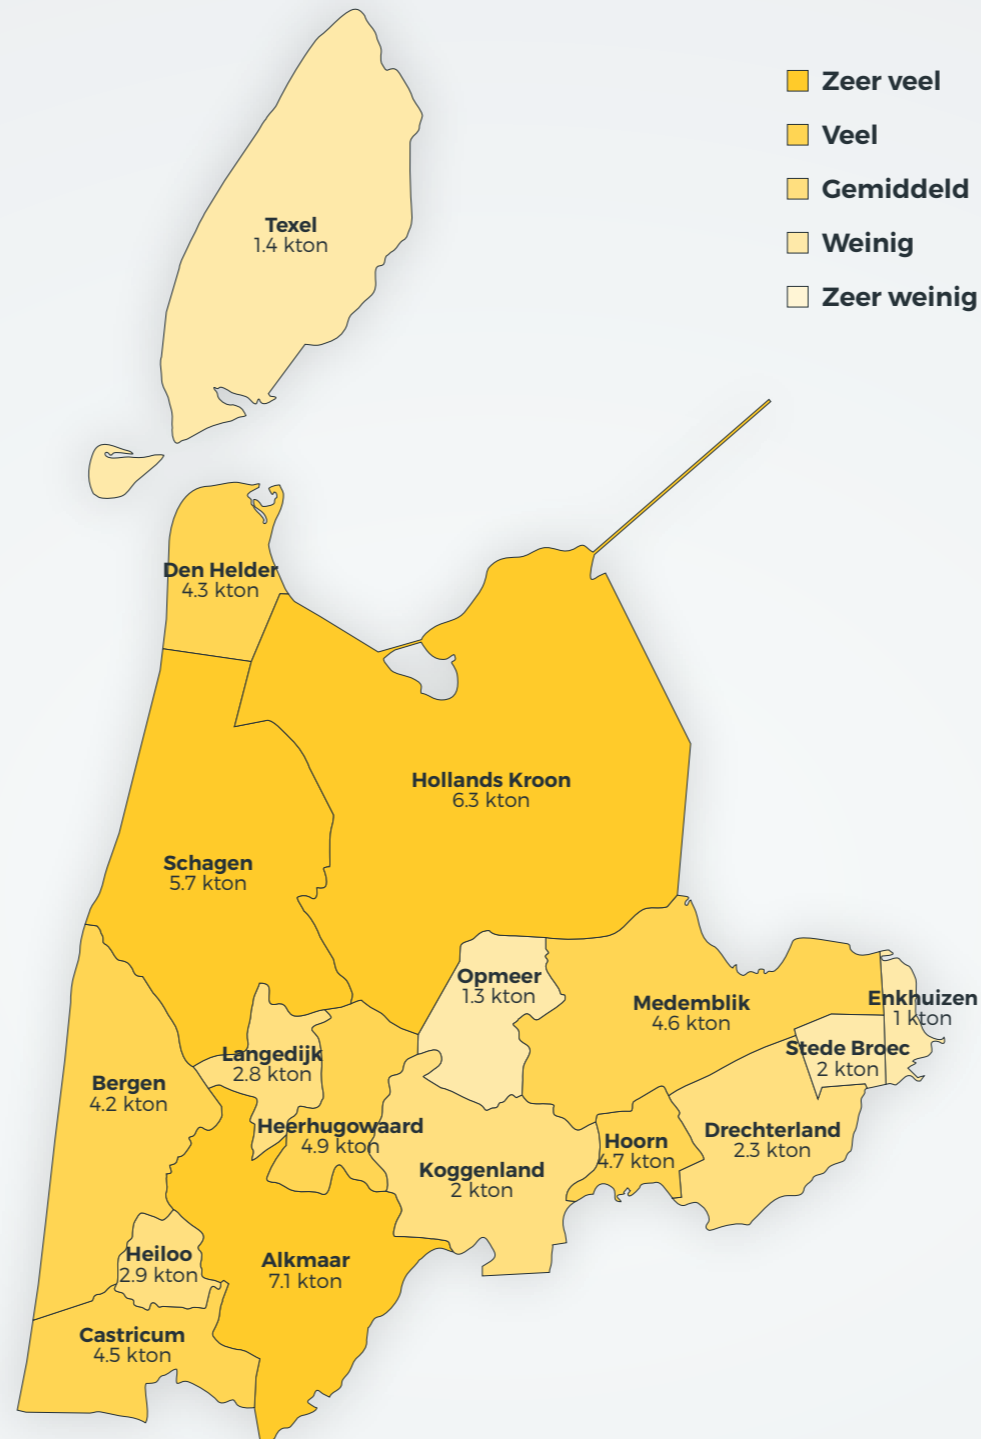 Zeer veel
Veel
Gemiddeld
Weinig
Zeer weinig
Texel
1.4 kton
Den Helder
4.3 kton
Hollands Kroon
6.3 kton
Schagen
5.7 kton
Opmeer
1.3 kton
Medemblik
4.6 kton
Enkhuizen
1 kton
Stede Broec
2 kton
Langedijk
2.8 kton
Bergen
4.2 kton
Heerhugowaard
4.9 kton
Hoorn
4.7 kton
Drechterland
2.3 kton
Koggenland
2 kton
Heiloo
2.9 kton
Alkmaar
7.1 kton
Castricum
4.5 kton